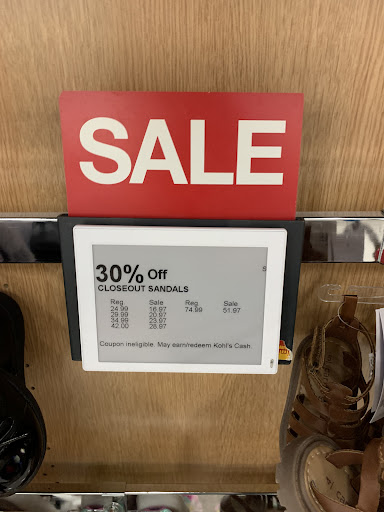 SALE
30% Off
S
CLOSEOUT SANDALS
Reg Sale Reg Sale
24.99 16.97 74.99 51.97
29.99 20.97
34.99 23.97
42.00 28.97
Coupon ineligible. May earn/redeem Kohl's Cash.